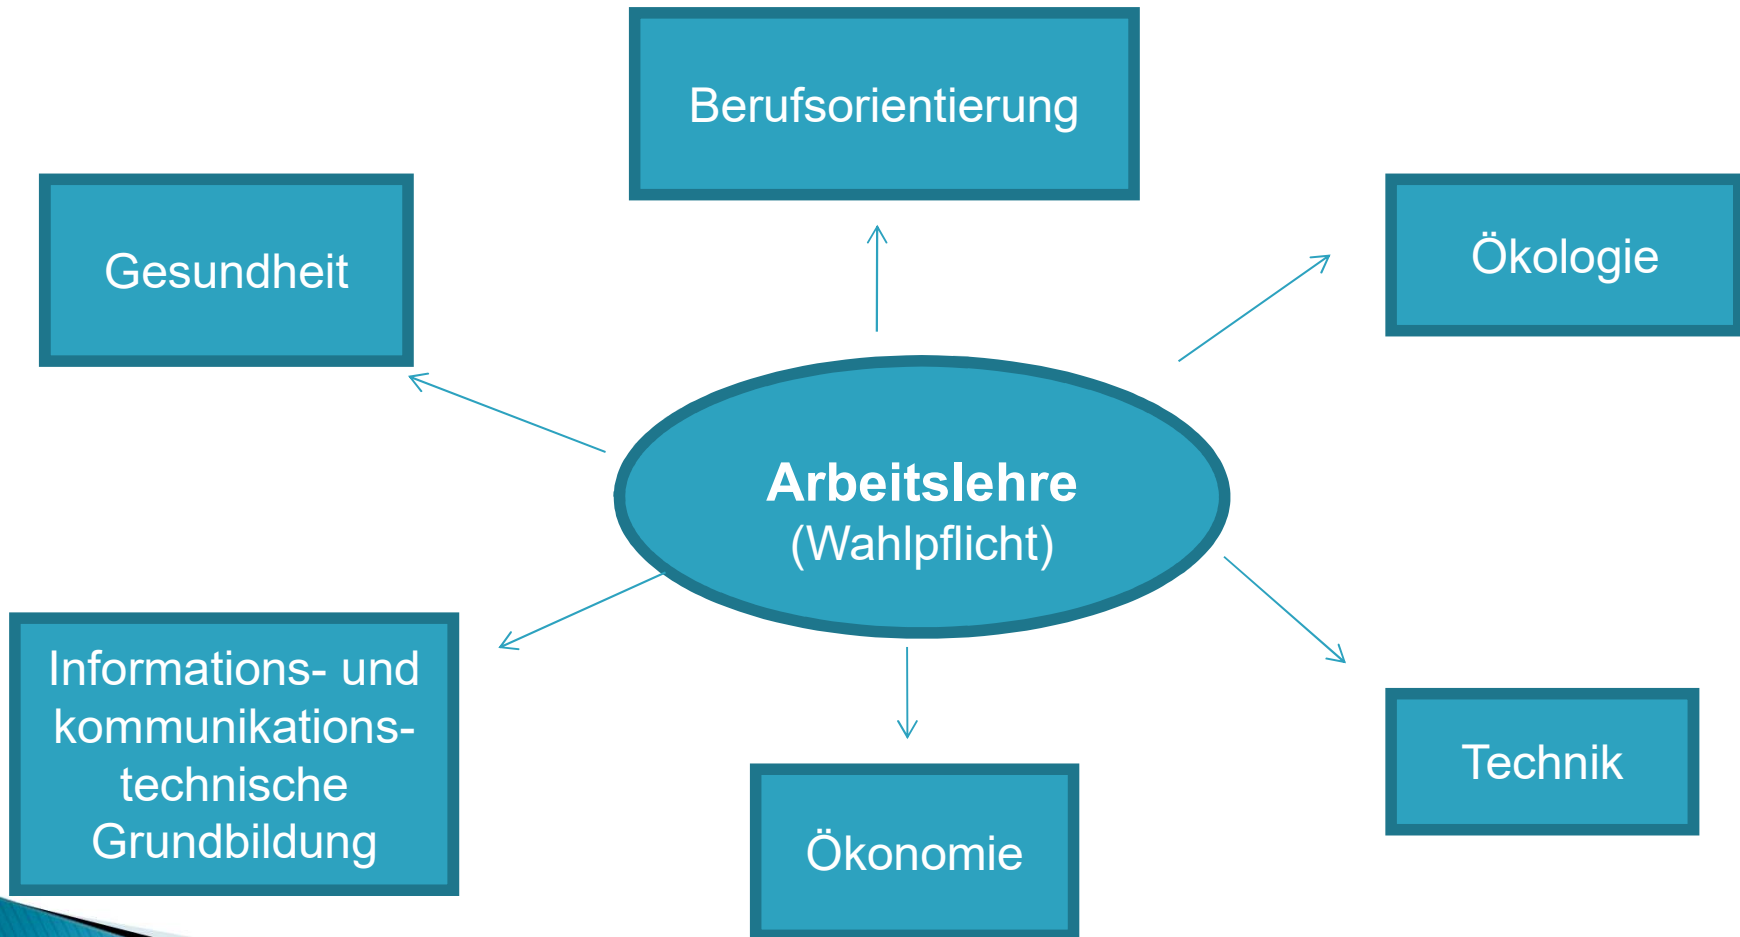 Berufsorientierung
Gesundheit
Ökologie
Arbeitslehre
(Wahlpflicht)
Informations- und
kommunikations-
technische
Grundbildung
Ökonomie
Technik